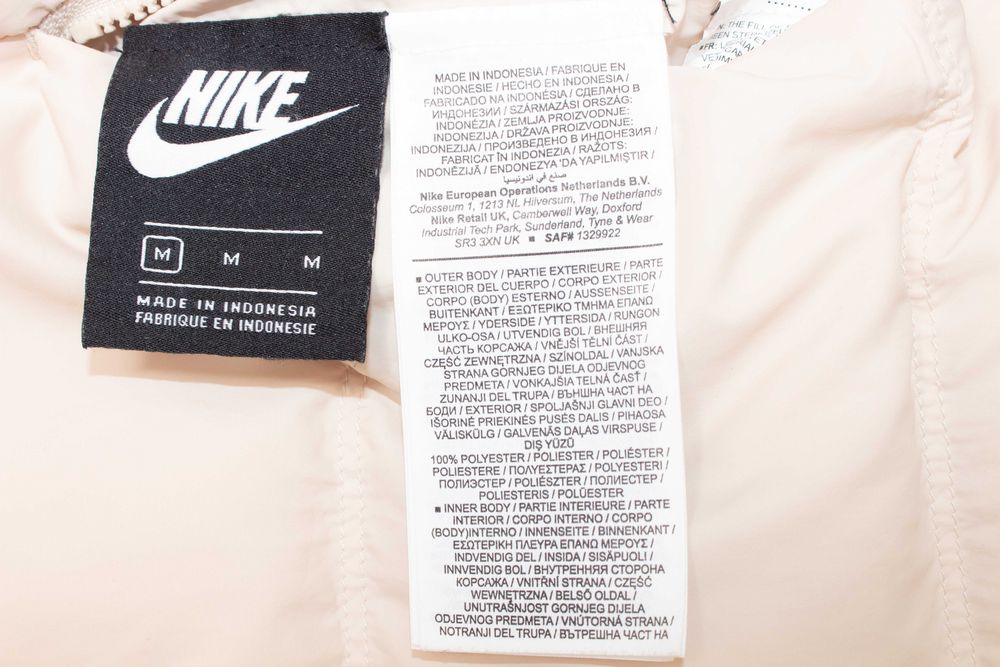 NIKE
M M M
MADE IN INDONESIA
FABRIQUE EN INDONESIE
MADE IN INDONESIA / FABRIQUE EN
INDONESIE / HECHO EN INDONESIA /
FABRICADO NA INDONÉSIA / СДЕЛАНО В
ИНДОНЕЗИИ / SZÁRMAZÁSI ORSZÁG:
INDONÉZIA / ZEMLJA PROIZVODNJE:
INDONEZIJA / DRŽAVA PROIZVODNJE:
INDONEZIJA / ПРОИЗВЕДЕНО В ИНДОНЕЗИЯ /
FABRICAT ÎN INDONEZIA / RAŽOTS:
INDONĒZIJĀ / ENDONEZYA 'DA YAPILMIŞTIR /
صنع في اندونيسيا
Nike European Operations Netherlands B.V.
Colosseum 1, 1213 NL Hilversum, The Netherlands
Nike Retail UK, Camberwell Way, Doxford
Industrial Tech Park, Sunderland, Tyne & Wear
SR3 3XN UK ■ SAF# 1329922
■ OUTER BODY / PARTIE EXTERIEURE / PARTE
EXTERIOR DEL CUERPO / CORPO EXTERIOR /
CORPO (BODY) ESTERNO / AUSSENSEITE /
BUITENKANT / ΕΞΩΤΕΡΙΚΟ ΤΜΗΜΑ ΕΠΑΝΩ
ΜΕΡΟΥΣ / YDERSIDE / YTTERSIDA / RUNGON
ULKO-OSA / UTVENDIG BOL / ВНЕШНЯЯ
ЧАСТЬ КОРСАЖА / VNĚJŠÍ TĚLNÍ ČÁST /
CZĘŚĆ ZEWNĘTRZNA / SZÍNOLDAL / VANJSKA
STRANA GORNJEG DIJELA ODJEVNOG
PREDMETA / VONKAJŠIA TELNÁ ČASŤ /
ZUNANJI DEL TRUPA / ВЪНШНА ЧАСТ НА
БОДИ / EXTERIOR / SPOLJAŠNJI GLAVNI DEO /
IŠORINĖ PRIEKINĖS PUSĖS DALIS / PIHAOSA
VÄLISKÜLG / GALVENĀS DAĻAS VIRSPUSE /
DIŞ YÜZÜ
100% POLYESTER / POLIESTER / POLIÉSTER /
POLIESTERE / ΠΟΛΥΕΣΤΕΡΑΣ / POLYESTERI /
ПОЛИЭСТЕР / POLIÉSZTER / ПОЛИЕСТЕР /
POLIESTERIS / POLÜESTER
■ INNER BODY / PARTIE INTERIEURE / PARTE
INTERIOR / CORPO INTERNO / CORPO
(BODY)INTERNO / INNENSEITE / BINNENKANT /
ΕΣΩΤΕΡΙΚΗ ΠΛΕΥΡΑ ΕΠΑΝΩ ΜΕΡΟΥΣ /
INDVENDIG DEL / INSIDA / SISÄPUOLI /
INNVENDIG BOL / ВНУТРЕННЯЯ СТОРОНА
КОРСАЖА / VNITŘNÍ STRANA / CZĘŚĆ
WEWNĘTRZNA / BELSŐ OLDAL /
UNUTRAŠNJOST GORNJEG DIJELA
ODJEVNOG PREDMETA / VNÚTORNÁ STRANA /
NOTRANJI DEL TRUPA / ВЪТРЕШНА ЧАСТ НА